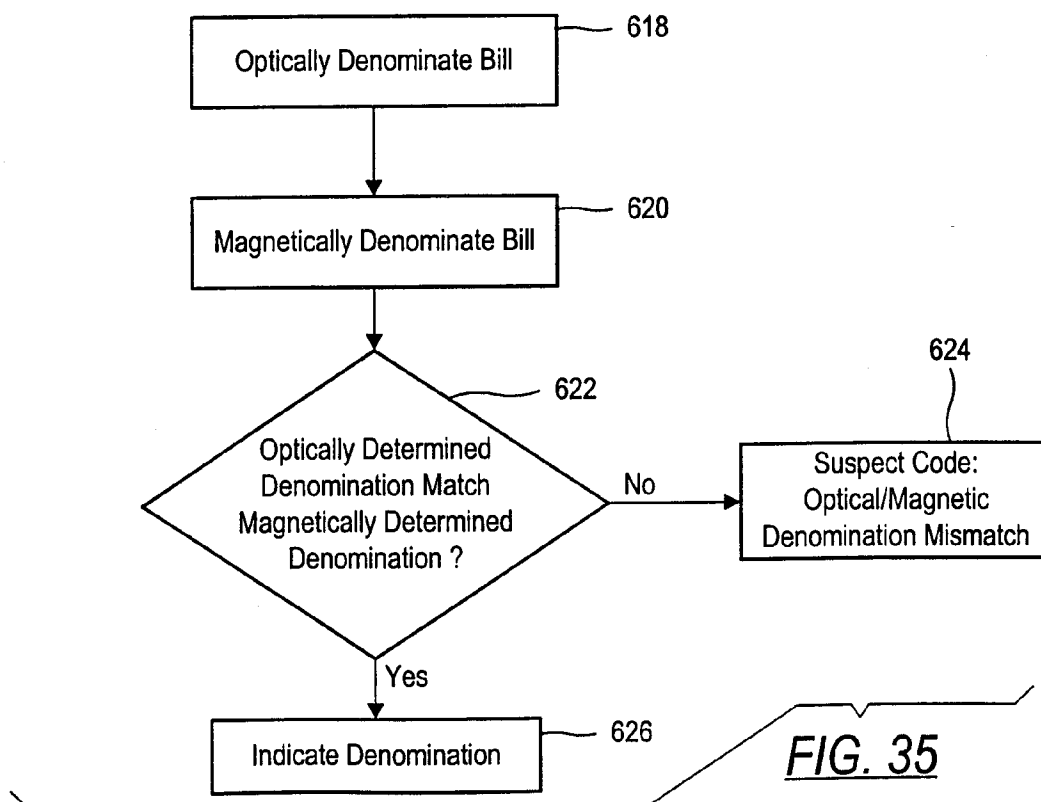 618
Optically Denominate Bill
620
Magnetically Denominate Bill
622
Optically Determined
Denomination Match
Magnetically Determined
Denomination ?
No
624
Suspect Code:
Optical/Magnetic
Denomination Mismatch
Yes
626
Indicate Denomination
FIG. 35